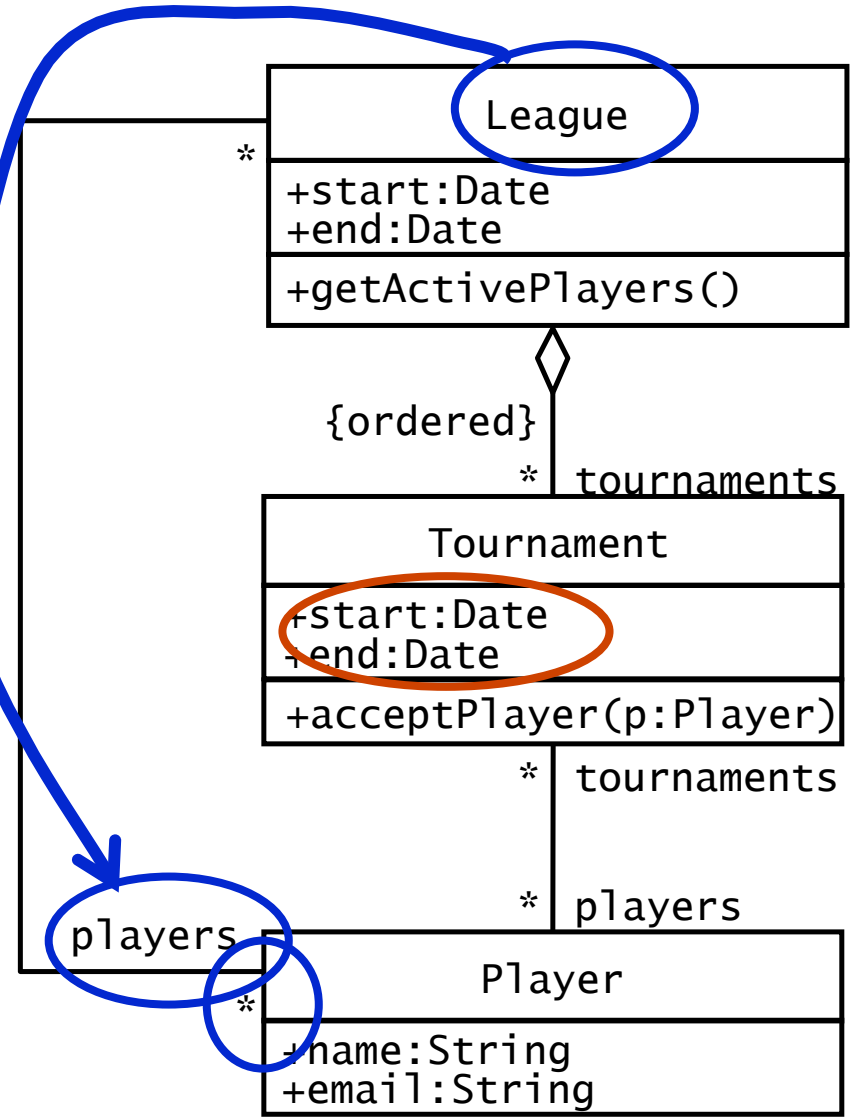 League
*
+start:Date
+end:Date
+getActivePlayers()
{ordered}
* tournaments
Tournament
+start:Date
+end:Date
+acceptPlayer(p:Player)
* tournaments
* players
players
Player
*
+name:String
+email:String